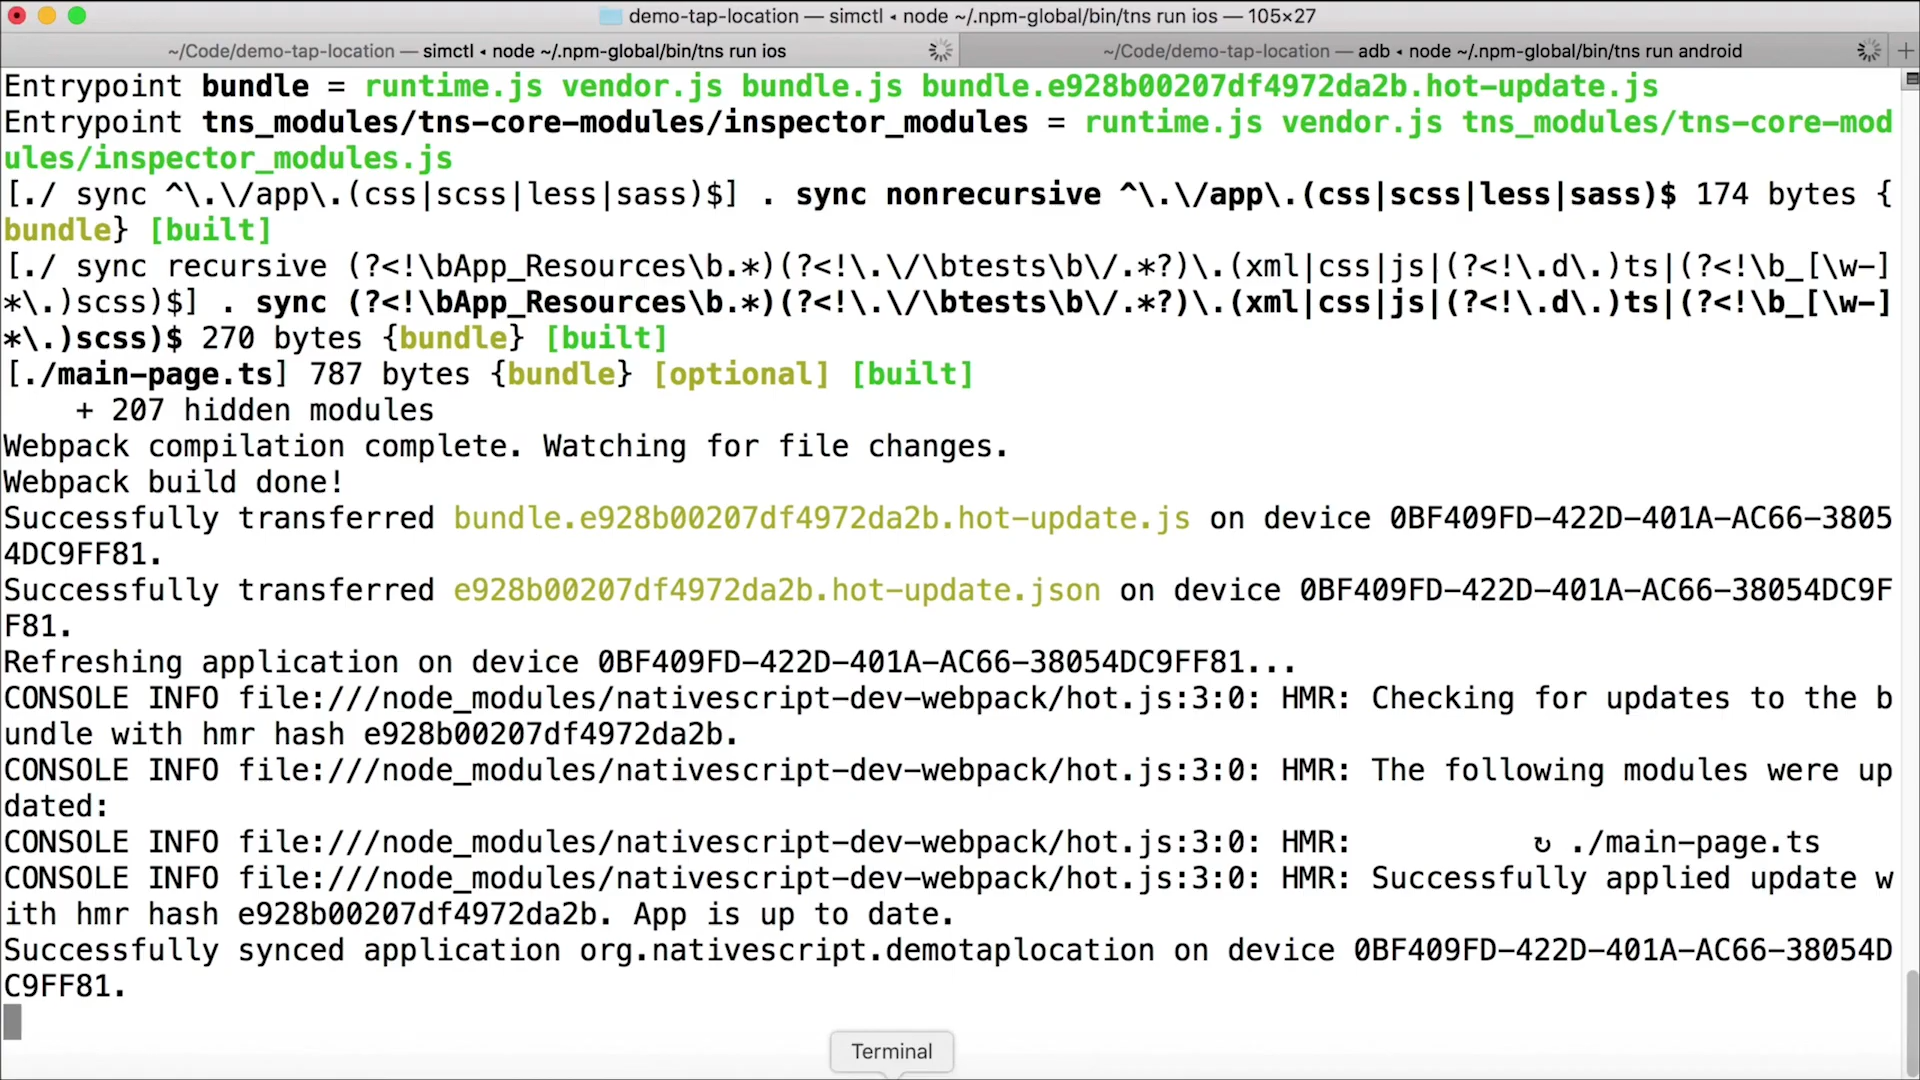 demo-tap-location — simctl ◂ node ~/.npm-global/bin/tns run ios — 105×27
~/Code/demo-tap-location — simctl ◂ node ~/.npm-global/bin/tns run ios
~/Code/demo-tap-location — adb ◂ node ~/.npm-global/bin/tns run android
Entrypoint bundle = runtime.js vendor.js bundle.js bundle.e928b00207df4972da2b.hot-update.js
Entrypoint tns_modules/tns-core-modules/inspector_modules = runtime.js vendor.js tns_modules/tns-core-mod
ules/inspector_modules.js
[./ sync ^\.\/app\.(css|scss|less|sass)$] . sync nonrecursive ^\.\/app\.(css|scss|less|sass)$ 174 bytes {
bundle} [built]
[./ sync recursive (?<!\bApp_Resources\b.*)(?<!\.\/\btests\b\/.*?)\.(xml|css|js|(?<!\.d\.)ts|(?<!\b_[\w-]
*\.)scss)$] . sync (?<!\bApp_Resources\b.*)(?<!\.\/\btests\b\/.*?)\.(xml|css|js|(?<!\.d\.)ts|(?<!\b_[\w-]
*\.)scss)$ 270 bytes {bundle} [built]
[./main-page.ts] 787 bytes {bundle} [optional] [built]
+ 207 hidden modules
Webpack compilation complete. Watching for file changes.
Webpack build done!
Successfully transferred bundle.e928b00207df4972da2b.hot-update.js on device 0BF409FD-422D-401A-AC66-3805
4DC9FF81.
Successfully transferred e928b00207df4972da2b.hot-update.json on device 0BF409FD-422D-401A-AC66-38054DC9F
F81.
Refreshing application on device 0BF409FD-422D-401A-AC66-38054DC9FF81...
CONSOLE INFO file:///node_modules/nativescript-dev-webpack/hot.js:3:0: HMR: Checking for updates to the b
undle with hmr hash e928b00207df4972da2b.
CONSOLE INFO file:///node_modules/nativescript-dev-webpack/hot.js:3:0: HMR: The following modules were up
dated:
CONSOLE INFO file:///node_modules/nativescript-dev-webpack/hot.js:3:0: HMR: ↻ ./main-page.ts
CONSOLE INFO file:///node_modules/nativescript-dev-webpack/hot.js:3:0: HMR: Successfully applied update w
ith hmr hash e928b00207df4972da2b. App is up to date.
Successfully synced application org.nativescript.demotaplocation on device 0BF409FD-422D-401A-AC66-38054D
C9FF81.
Terminal